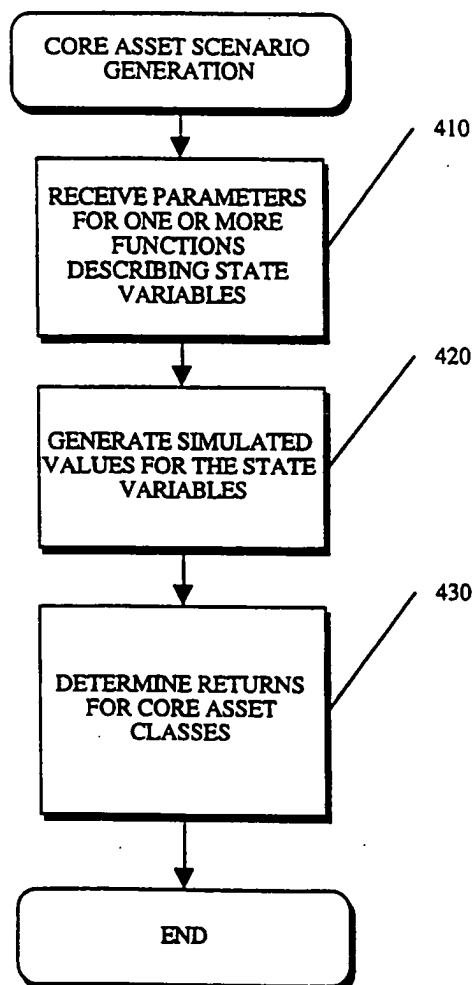 CORE ASSET SCENARIO
GENERATION
410
RECEIVE PARAMETERS
FOR ONE OR MORE
FUNCTIONS
DESCRIBING STATE
VARIABLES
420
GENERATE SIMULATED
VALUES FOR THE STATE
VARIABLES
430
DETERMINE RETURNS
FOR CORE ASSET
CLASSES
END